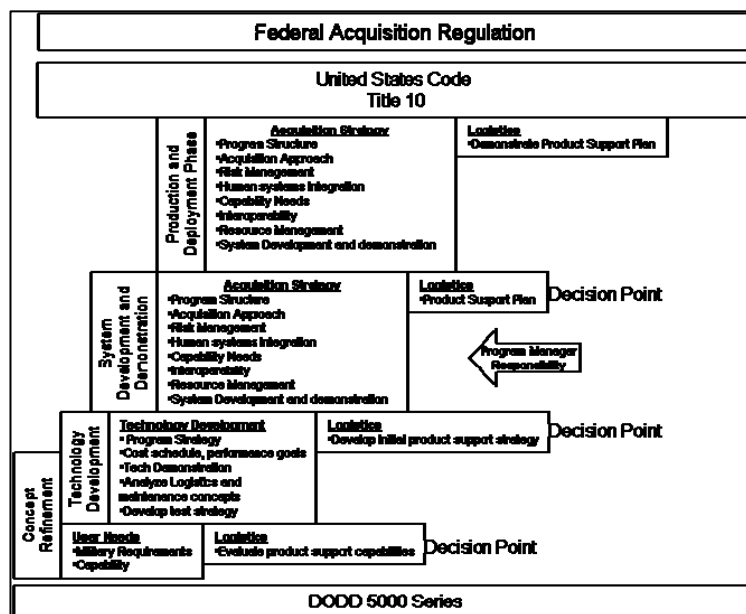 Federal Acquisition Regulation
United States Code
Title 10
Production and
Deployment Phase
Acquisition Strategy
•Program Structure
•Acquisition Approach
•Risk Management
•Human systems Integration
•Capability Needs
•Interoperability
•Resource Management
•System Development and demonstration
Logistics
•Demonstrate Product Support Plan
System
Development and
Demonstration
Acquisition Strategy
•Program Structure
•Acquisition Approach
•Risk Management
•Human systems Integration
•Capability Needs
•Interoperability
•Resource Management
•System Development and demonstration
Logistics
•Product Support Plan
Decision Point
Program Manager
Responsibility
Technology
Development
Technology Development
• Program Strategy
•Cost schedule, performance goals
•Tech Demonstration
•Analyze Logistics and
maintenence concepts
•Develop test strategy
Logistics
•Develop initial product support strategy
Decision Point
Concept
Refinement
User Needs
•Military Requirements
•Capability
Logistics
•Evaluate product support capabilities
Decision Point
DODD 5000 Series